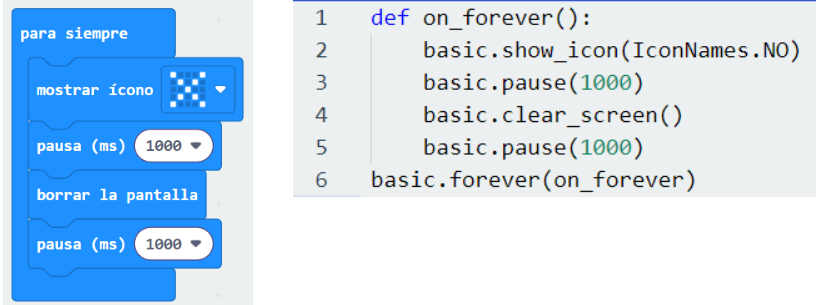 para siempre
mostrar ícono
pausa (ms) 1000
borrar la pantalla
pausa (ms) 1000
1 def on_forever():
2 basic.show_icon(IconNames.NO)
3 basic.pause(1000)
4 basic.clear_screen()
5 basic.pause(1000)
6 basic.forever(on_forever)